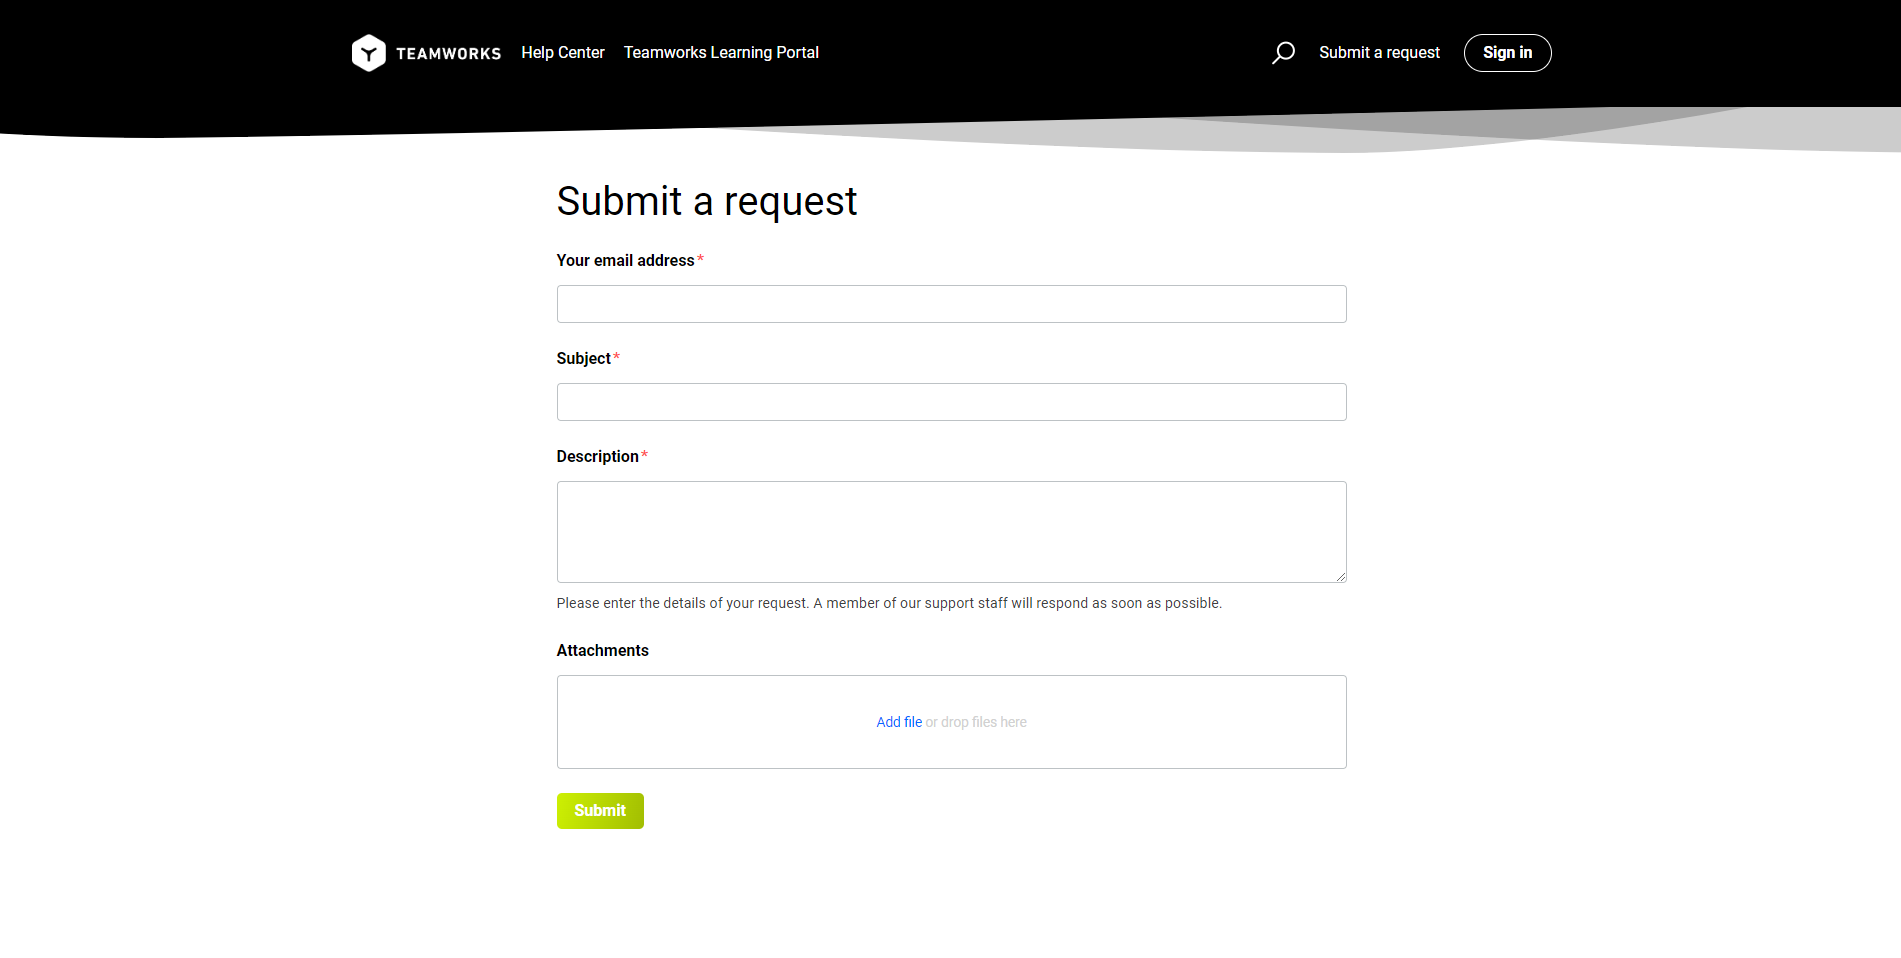 TEAMWORKS Help Center Teamworks Learning Portal Submit a request Sign in
Submit a request
Your email address*
Subject*
Description*
Please enter the details of your request. A member of our support staff will respond as soon as possible.
Attachments
Add file or drop files here
Submit